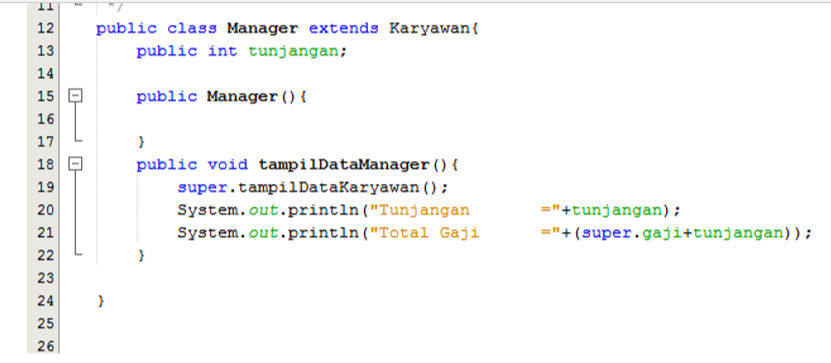 11 */
12 public class Manager extends Karyawan{
13 public int tunjangan;
14
15 public Manager(){
16
17 }
18 public void tampilDataManager(){
19 super.tampilDataKaryawan();
20 System.out.println("Tunjangan ="+tunjangan);
21 System.out.println("Total Gaji ="+(super.gaji+tunjangan));
22 }
23
24 }
25
26